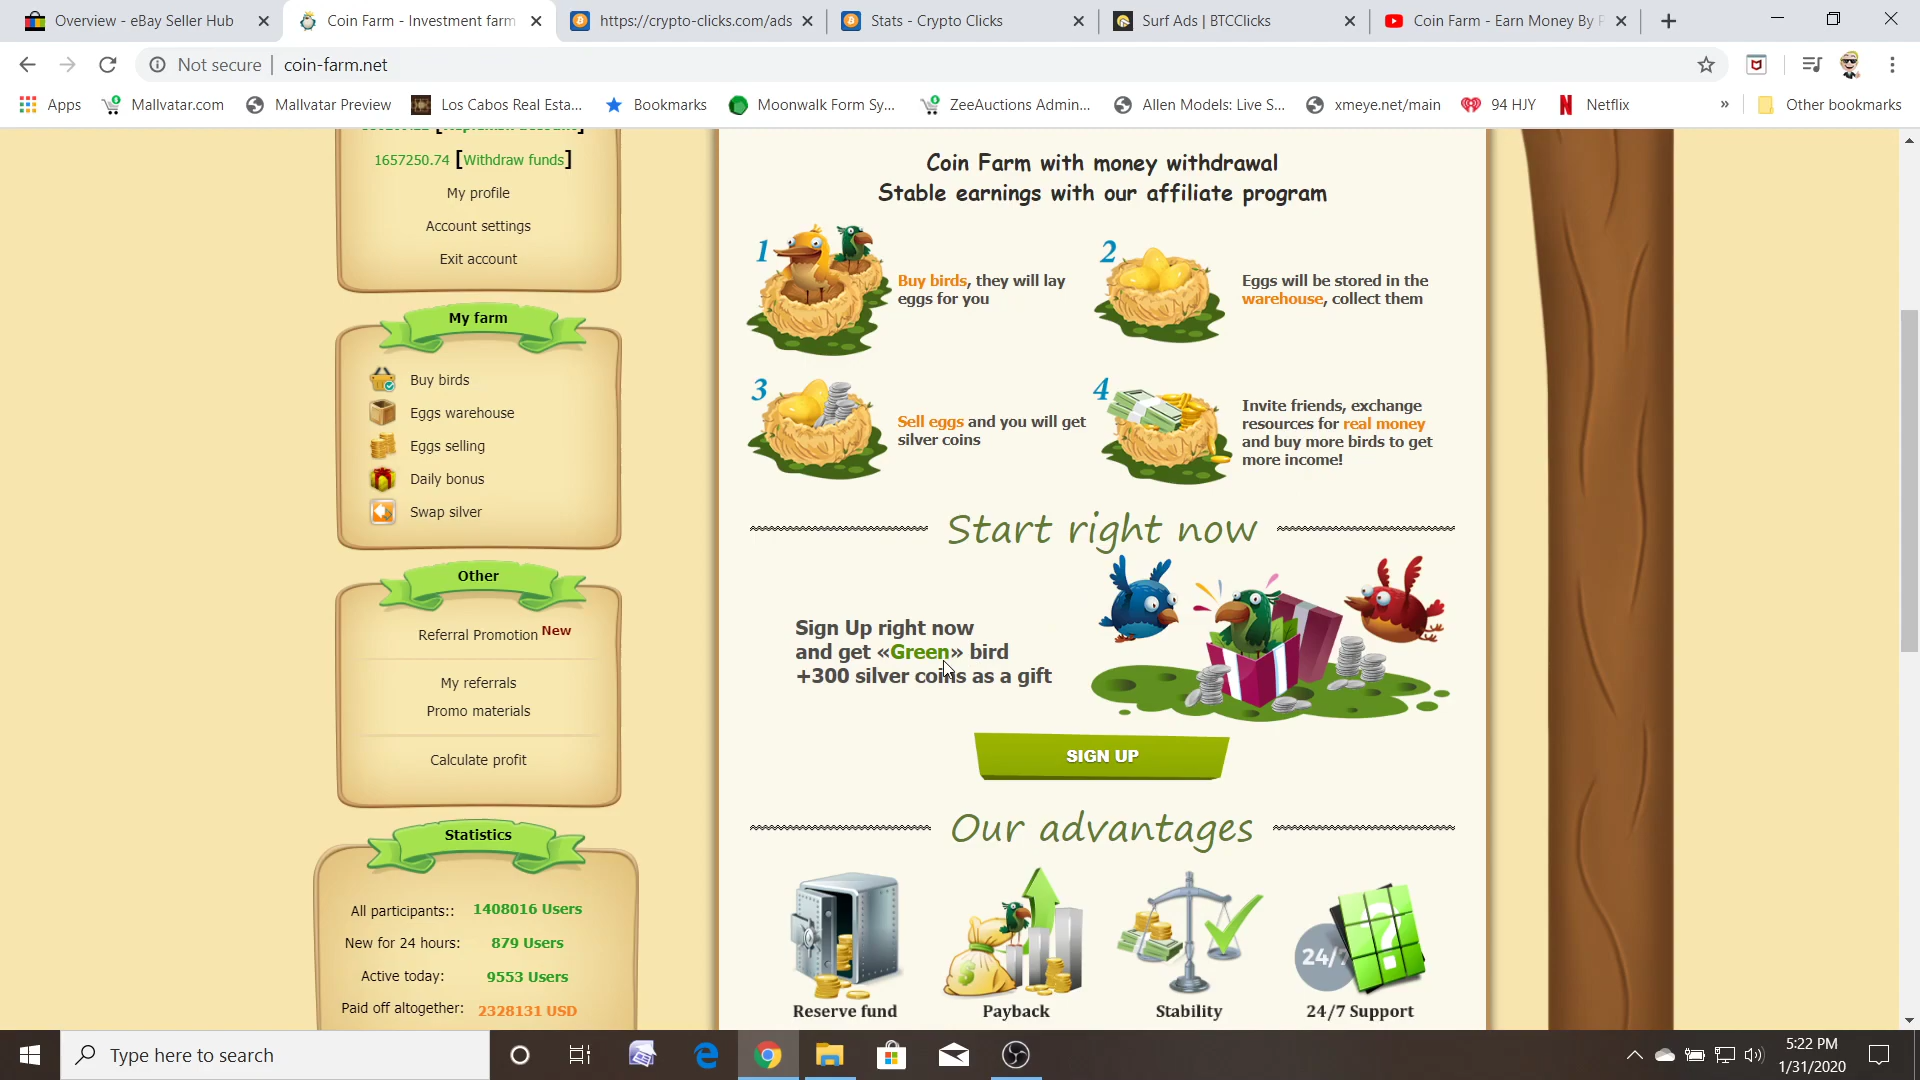 Overview - eBay Seller Hub
Coin Farm - Investment farm
https://crypto-clicks.com/ads
Stats - Crypto Clicks
Surf Ads | BTCClicks
Coin Farm - Earn Money By
Not secure
coin-farm.net
Apps
Mallvatar.com
Mallvatar Preview
Los Cabos Real Esta...
Bookmarks
Moonwalk Form Sy...
ZeeAuctions Admin...
Allen Models: Live S...
xmeye.net/main
94 HJY
Netflix
»
Other bookmarks
1657250.74 [Withdraw funds]
My profile
Account settings
Exit account
My farm
Buy birds
Eggs warehouse
Eggs selling
Daily bonus
Swap silver
Other
Referral Promotion New
My referrals
Promo materials
Calculate profit
Statistics
All participants:: 1408016 Users
New for 24 hours: 879 Users
Active today: 9553 Users
Paid off altogether: 2328131 USD
Coin Farm with money withdrawal
Stable earnings with our affiliate program
1
Buy birds, they will lay
eggs for you
2
Eggs will be stored in the
warehouse, collect them
3
Sell eggs and you will get
silver coins
4
Invite friends, exchange
resources for real money
and buy more birds to get
more income!
Start right now
Sign Up right now
and get «Green» bird
+300 silver coins as a gift
SIGN UP
Our advantages
24/7
Reserve fund
Payback
Stability
24/7 Support
Type here to search
5:22 PM
1/31/2020